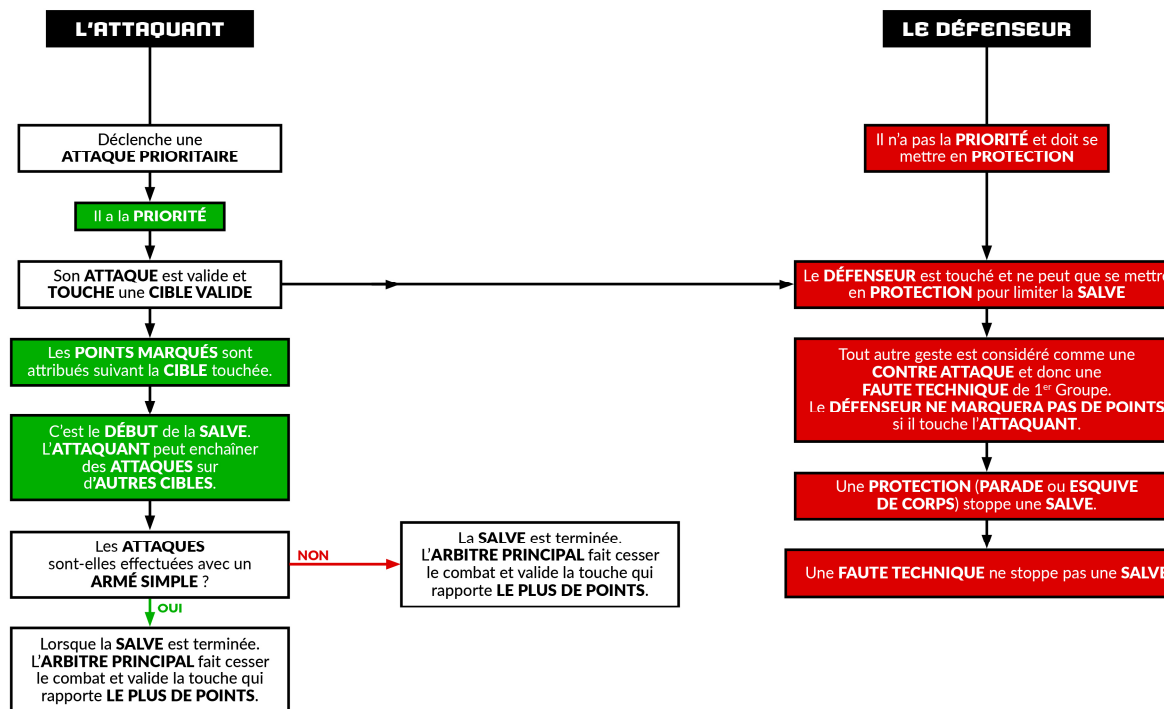 L'ATTAQUANT
Déclenche une
ATTAQUE PRIORITAIRE
Il a la PRIORITÉ
Son ATTAQUE est valide et
TOUCHE une CIBLE VALIDE
Les POINTS MARQUÉS sont
attribués suivant la CIBLE touchée.
C'est le DÉBUT de la SALVE.
L'ATTAQUANT peut enchaîner
des ATTAQUES sur
d'AUTRES CIBLES.
Les ATTAQUES
sont-elles effectuées avec un
ARMÉ SIMPLE ?
NON
La SALVE est terminée.
L'ARBITRE PRINCIPAL fait cesser
le combat et valide la touche qui
rapporte LE PLUS DE POINTS.
OUI
Lorsque la SALVE est terminée.
L'ARBITRE PRINCIPAL fait cesser
le combat et valide la touche qui
rapporte LE PLUS DE POINTS.
LE DÉFENSEUR
Il n'a pas la PRIORITÉ et doit se
mettre en PROTECTION
Le DÉFENSEUR est touché et ne peut que se mettre
en PROTECTION pour limiter la SALVE
Tout autre geste est considéré comme une
CONTRE ATTAQUE et donc une
FAUTE TECHNIQUE de 1er Groupe.
Le DÉFENSEUR NE MARQUERA PAS DE POINTS
si il touche l'ATTAQUANT.
Une PROTECTION (PARADE ou ESQUIVE
DE CORPS) stoppe une SALVE.
Une FAUTE TECHNIQUE ne stoppe pas une SALVE